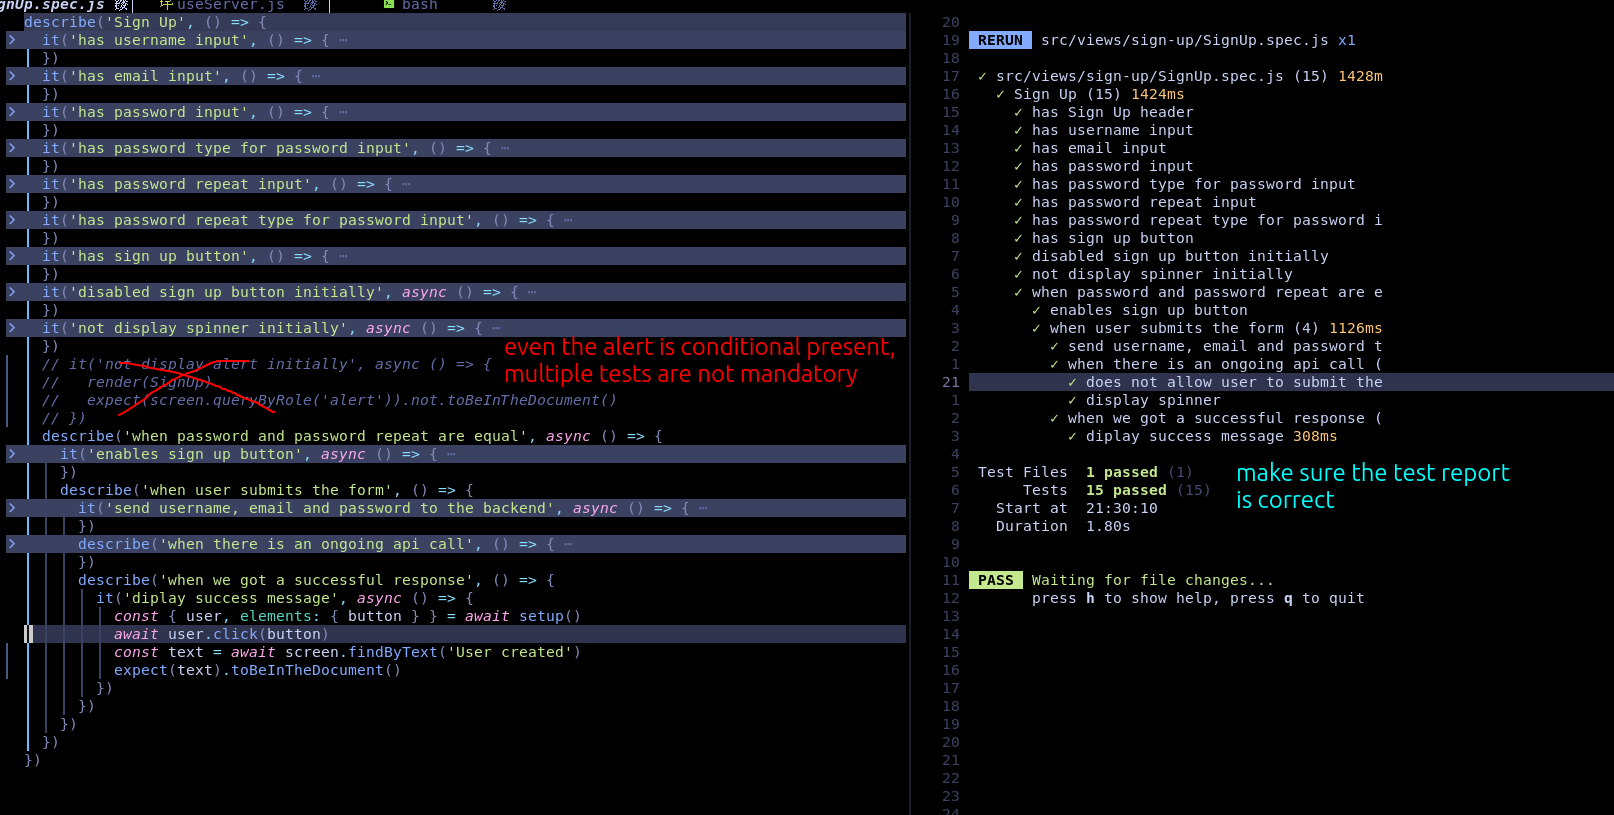 gnUp.spec.js useServer.js bash
describe('Sign Up', () => {
it('has username input', () => { ⋯
})
it('has email input', () => { ⋯
})
it('has password input', () => { ⋯
})
it('has password type for password input', () => { ⋯
})
it('has password repeat input', () => { ⋯
})
it('has password repeat type for password input', () => { ⋯
})
it('has sign up button', () => { ⋯
})
it('disabled sign up button initially', async () => { ⋯
})
it('not display spinner initially', async () => { ⋯
})
// it('not display alert initially', async () => {
//   render(SignUp)
//   expect(screen.queryByRole('alert')).not.toBeInTheDocument()
// })
describe('when password and password repeat are equal', async () => {
it('enables sign up button', async () => { ⋯
})
describe('when user submits the form', () => {
it('send username, email and password to the backend', async () => { ⋯
})
describe('when there is an ongoing api call', () => { ⋯
})
describe('when we got a successful response', () => {
it('diplay success message', async () => {
const { user, elements: { button } } = await setup()
await user.click(button)
const text = await screen.findByText('User created')
expect(text).toBeInTheDocument()
})
})
})
})
})
even the alert is conditional present,
multiple tests are not mandatory
20
19 RERUN src/views/sign-up/SignUp.spec.js x1
18
17 ✓ src/views/sign-up/SignUp.spec.js (15) 1428m
16 ✓ Sign Up (15) 1424ms
15 ✓ has Sign Up header
14 ✓ has username input
13 ✓ has email input
12 ✓ has password input
11 ✓ has password type for password input
10 ✓ has password repeat input
9 ✓ has password repeat type for password i
8 ✓ has sign up button
7 ✓ disabled sign up button initially
6 ✓ not display spinner initially
5 ✓ when password and password repeat are e
4 ✓ enables sign up button
3 ✓ when user submits the form (4) 1126ms
2 ✓ send username, email and password t
1 ✓ when there is an ongoing api call (
21 ✓ does not allow user to submit the
1 ✓ display spinner
2 ✓ when we got a successful response (
3 ✓ diplay success message 308ms
4
5 Test Files 1 passed (1)
6 Tests 15 passed (15)
7 Start at 21:30:10
8 Duration 1.80s
9
10
11 PASS Waiting for file changes...
12 press h to show help, press q to quit
13
14
15
16
17
18
19
20
21
22
23
24
make sure the test report
is correct